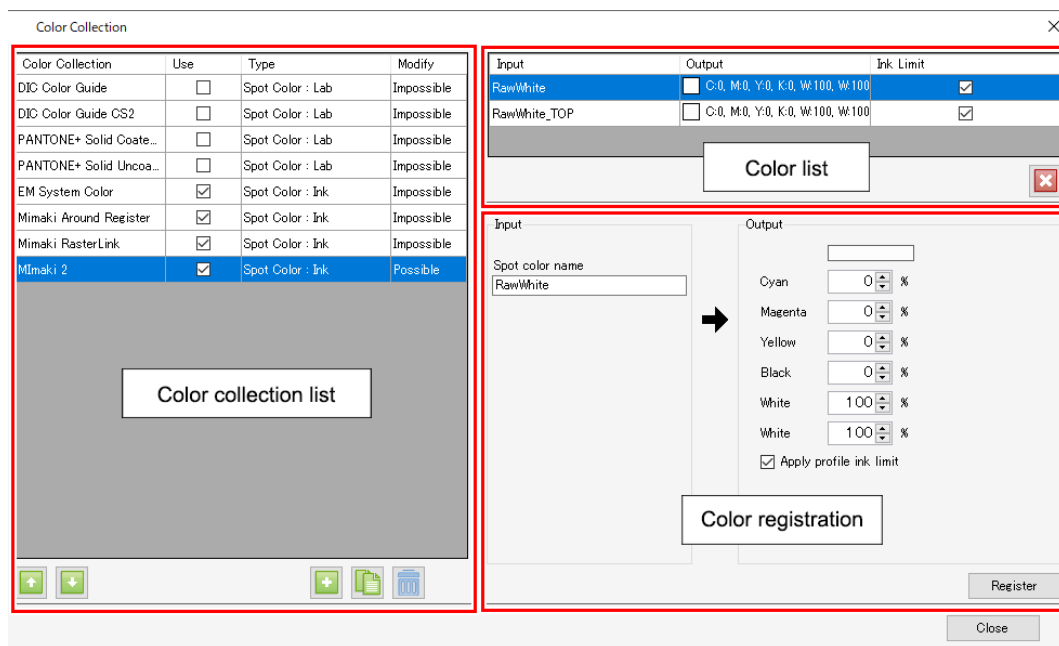 Color Collection
Color Collection Use Type Modify
DIC Color Guide Spot Color : Lab Impossible
DIC Color Guide CS2 Spot Color : Lab Impossible
PANTONE+ Solid Coate... Spot Color : Lab Impossible
PANTONE+ Solid Uncoa... Spot Color : Lab Impossible
EM System Color Spot Color : Ink Impossible
Mimaki Around Register Spot Color : Ink Impossible
Mimaki RasterLink Spot Color : Ink Impossible
MImaki 2 Spot Color : Ink Possible
Color collection list
Input Output Ink Limit
RawWhite C:0, M:0, Y:0, K:0, W:100, W:100
RawWhite_TOP C:0, M:0, Y:0, K:0, W:100, W:100
Color list
Input
Spot color name
RawWhite
Output
Cyan 0 %
Magenta 0 %
Yellow 0 %
Black 0 %
White 100 %
White 100 %
Apply profile ink limit
Color registration
Register
Close